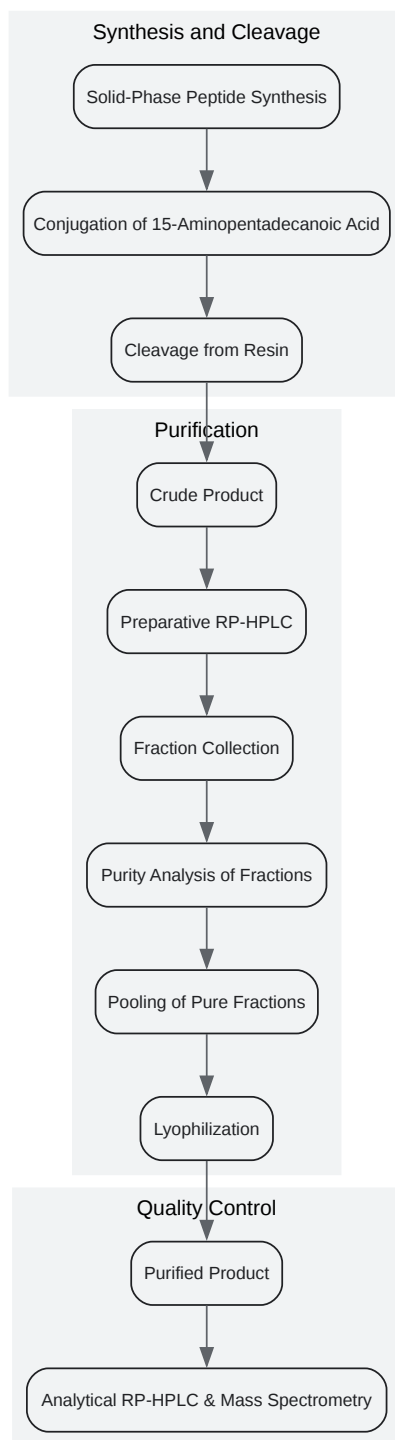 Synthesis and Cleavage
Solid-Phase Peptide Synthesis
Conjugation of 15-Aminopentadecanoic Acid
Cleavage from Resin
Purification
Crude Product
Preparative RP-HPLC
Fraction Collection
Purity Analysis of Fractions
Pooling of Pure Fractions
Lyophilization
Quality Control
Purified Product
Analytical RP-HPLC & Mass Spectrometry